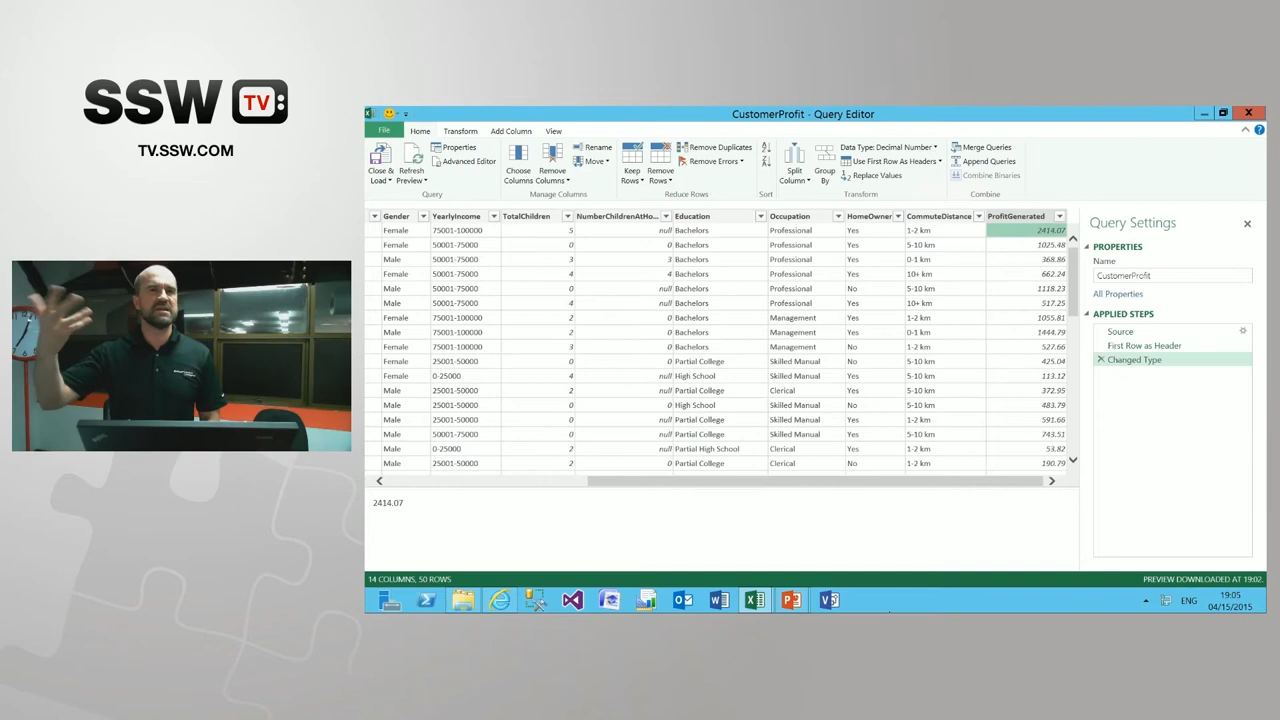 SSW TV
TV.SSW.COM
CustomerProfit - Query Editor
File Home Transform Add Column View
Close & Load
Refresh Preview
Properties
Advanced Editor
Query
Choose Columns
Remove Columns
Rename
Move
Manage Columns
Keep Rows
Remove Rows
Remove Duplicates
Remove Errors
Reduce Rows
Sort
Split Column
Group By
Data Type: Decimal Number
Use First Row As Headers
Replace Values
Transform
Merge Queries
Append Queries
Combine Binaries
Combine
Gender YearlyIncome TotalChildren NumberChildrenAtHo... Education Occupation HomeOwner CommuteDistance ProfitGenerated
Female 75001-100000 5 null Bachelors Professional Yes 1-2 km 2414.07
Female 50001-75000 0 0 Bachelors Professional Yes 5-10 km 1025.48
Male 50001-75000 3 3 Bachelors Professional Yes 0-1 km 368.86
Female 50001-75000 4 4 Bachelors Professional Yes 10+ km 662.24
Male 50001-75000 0 null Bachelors Professional No 5-10 km 1118.23
Male 50001-75000 4 null Bachelors Professional Yes 10+ km 517.25
Female 75001-100000 2 0 Bachelors Management Yes 1-2 km 1055.81
Male 75001-100000 2 0 Bachelors Management Yes 0-1 km 1444.79
Female 75001-100000 3 0 Bachelors Management No 1-2 km 527.66
Female 25001-50000 0 0 Partial College Skilled Manual No 5-10 km 425.04
Female 0-25000 4 null High School Skilled Manual Yes 5-10 km 113.12
Male 25001-50000 2 null Partial College Clerical Yes 5-10 km 372.95
Male 25001-50000 0 0 High School Skilled Manual No 5-10 km 483.79
Male 25001-50000 0 null Partial College Skilled Manual Yes 1-2 km 591.66
Male 50001-75000 0 null Partial College Skilled Manual Yes 5-10 km 743.51
Male 0-25000 2 null Partial High School Clerical Yes 1-2 km 53.82
Male 25001-50000 2 0 Partial College Clerical No 1-2 km 190.79
2414.07
14 COLUMNS, 50 ROWS
PREVIEW DOWNLOADED AT 19:02.
Query Settings
PROPERTIES
Name
CustomerProfit
All Properties
APPLIED STEPS
Source
First Row as Header
Changed Type
ENG
19:05
04/15/2015